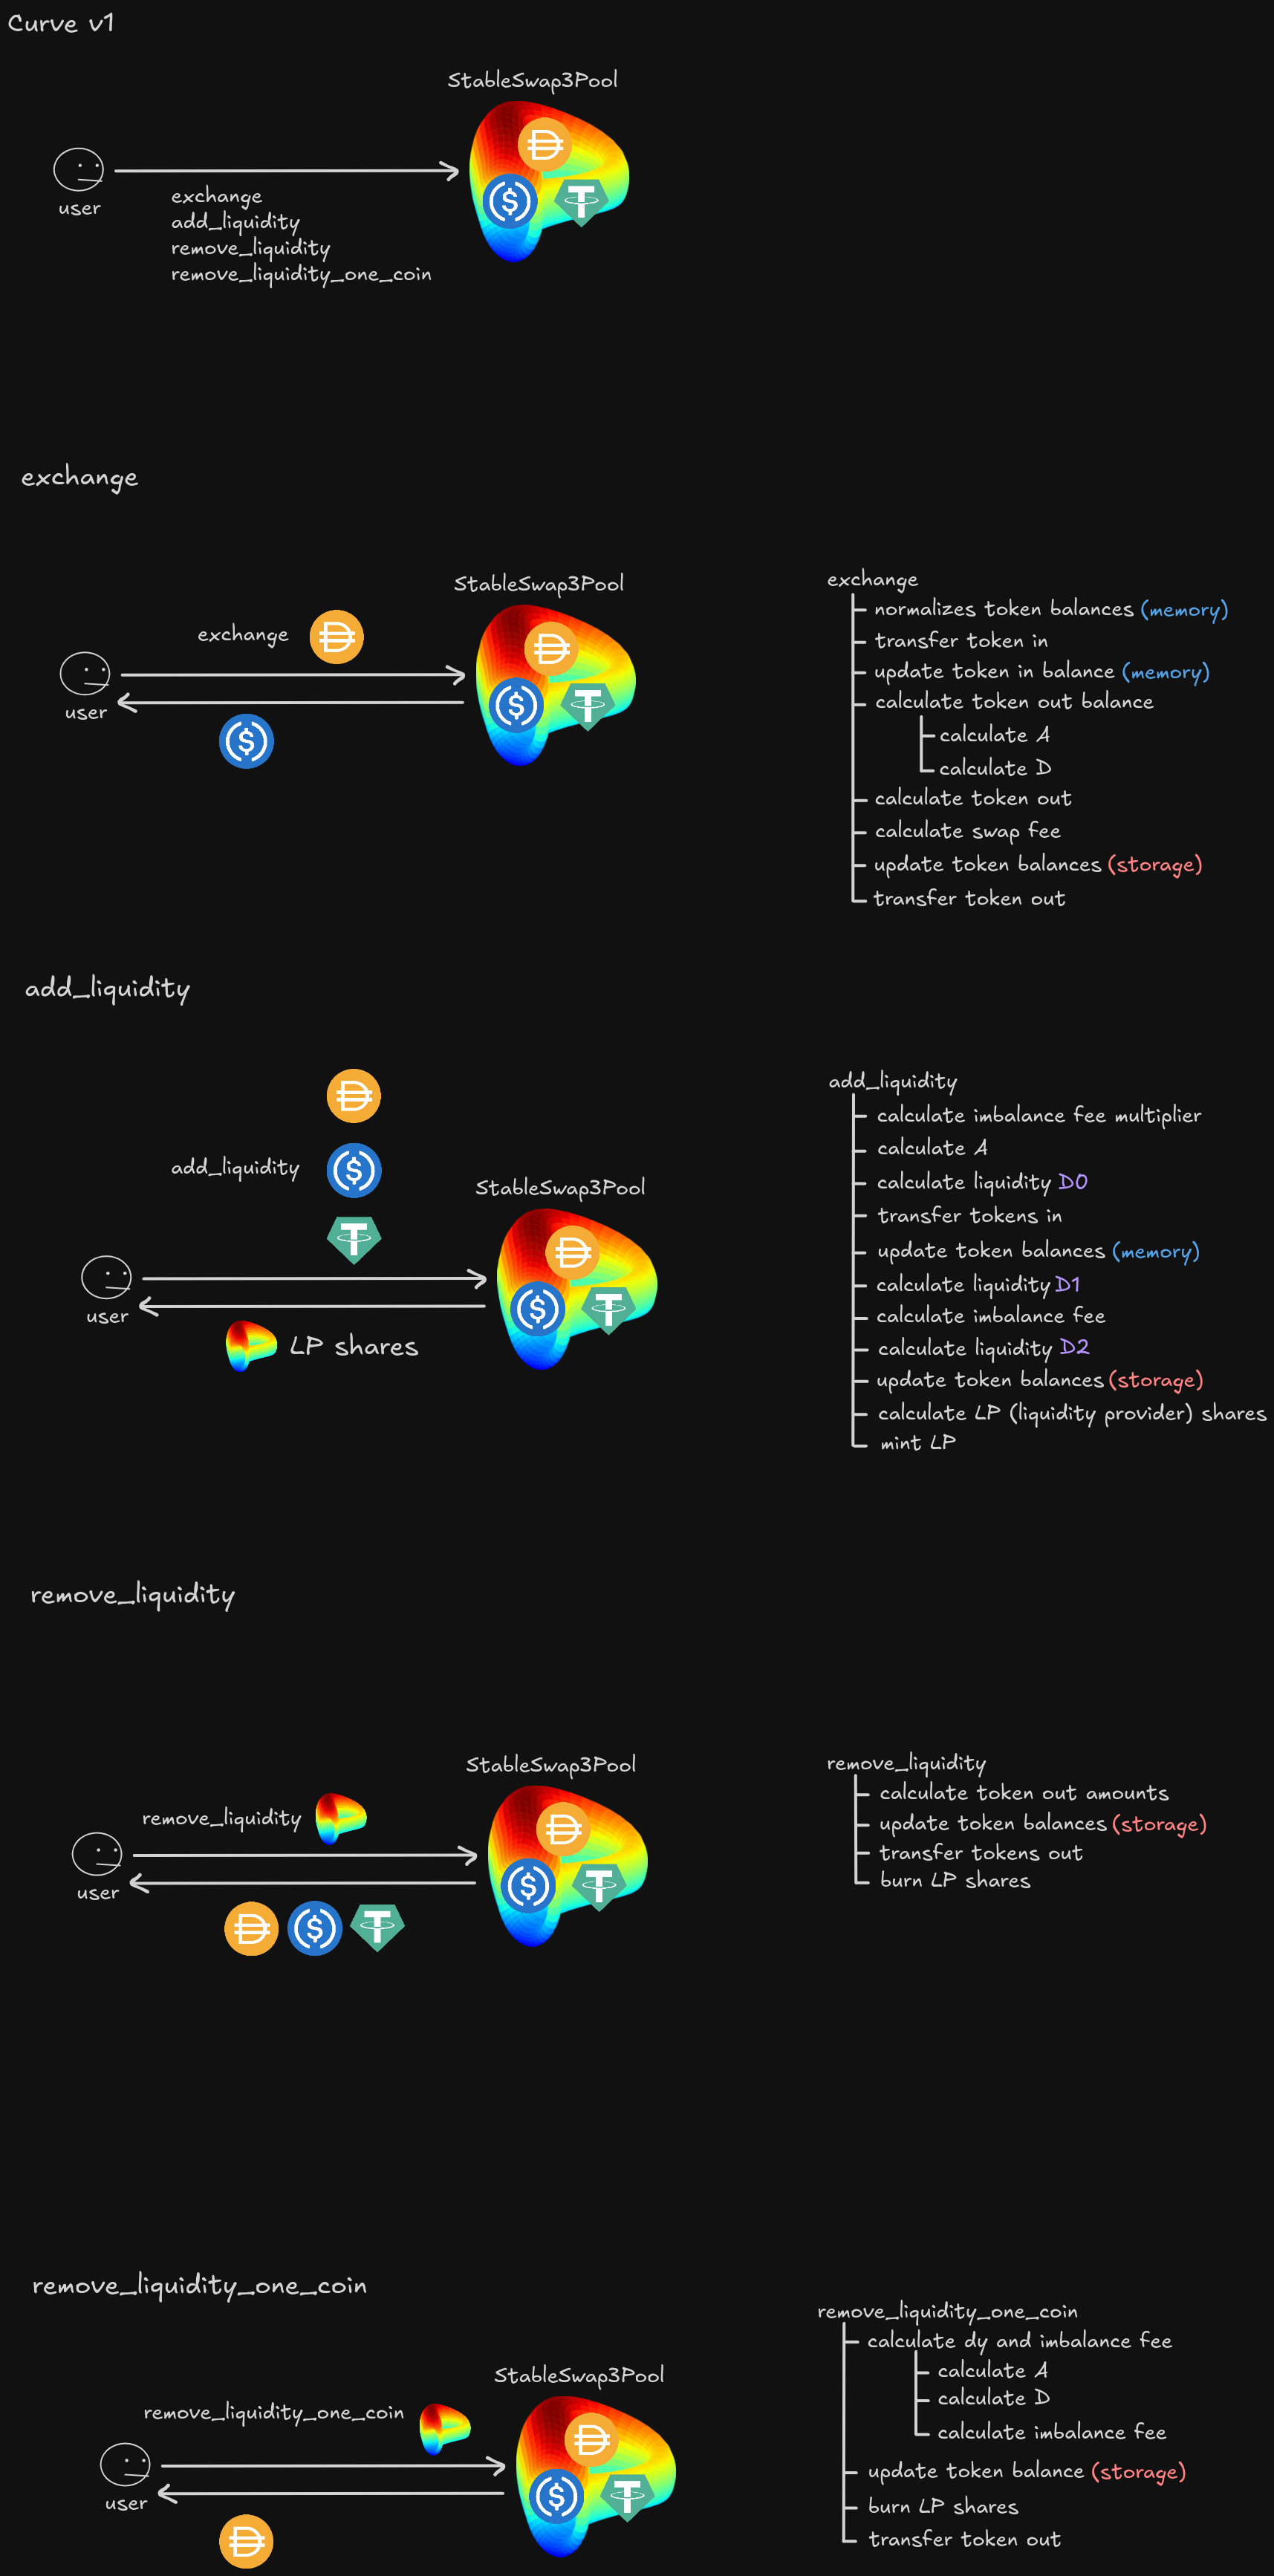 Curve v1
StableSwap3Pool
user
exchange
add_liquidity
remove_liquidity
remove_liquidity_one_coin
exchange
StableSwap3Pool
exchange
user
exchange
normalizes token balances (memory)
transfer token in
update token in balance (memory)
calculate token out balance
calculate A
calculate D
calculate token out
calculate swap fee
update token balances (storage)
transfer token out
add_liquidity
add_liquidity
StableSwap3Pool
user
LP shares
add_liquidity
calculate imbalance fee multiplier
calculate A
calculate liquidity D0
transfer tokens in
update token balances (memory)
calculate liquidity D1
calculate imbalance fee
calculate liquidity D2
update token balances (storage)
calculate LP (liquidity provider) shares
mint LP
remove_liquidity
StableSwap3Pool
remove_liquidity
user
remove_liquidity
calculate token out amounts
update token balances (storage)
transfer tokens out
burn LP shares
remove_liquidity_one_coin
StableSwap3Pool
remove_liquidity_one_coin
user
remove_liquidity_one_coin
calculate dy and imbalance fee
calculate A
calculate D
calculate imbalance fee
update token balance (storage)
burn LP shares
transfer token out